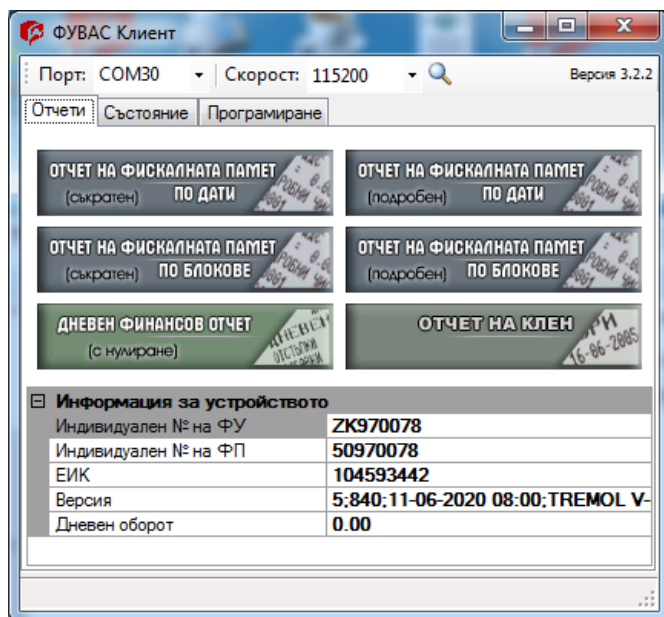 ФУВАС Клиент
Порт: COM30 Скорост: 115200 Версия 3.2.2
Отчети Състояние Програмиране
ОТЧЕТ НА ФИСКАЛНАТА ПАМЕТ
(съкратен) ПО ДАТИ
ОТЧЕТ НА ФИСКАЛНАТА ПАМЕТ
(подробен) ПО ДАТИ
ОТЧЕТ НА ФИСКАЛНАТА ПАМЕТ
(съкратен) ПО БЛОКОВЕ
ОТЧЕТ НА ФИСКАЛНАТА ПАМЕТ
(подробен) ПО БЛОКОВЕ
ДНЕВЕН ФИНАНСОВ ОТЧЕТ
(с нулиране)
ДНЕВЕН
ОТЧЕТ НА КЛЕН
16-06-2005
Информация за устройството
Индивидуален № на ФУ ZK970078
Индивидуален № на ФП 50970078
ЕИК 104593442
Версия 5;840;11-06-2020 08:00;TREMOL V-
Дневен оборот 0.00